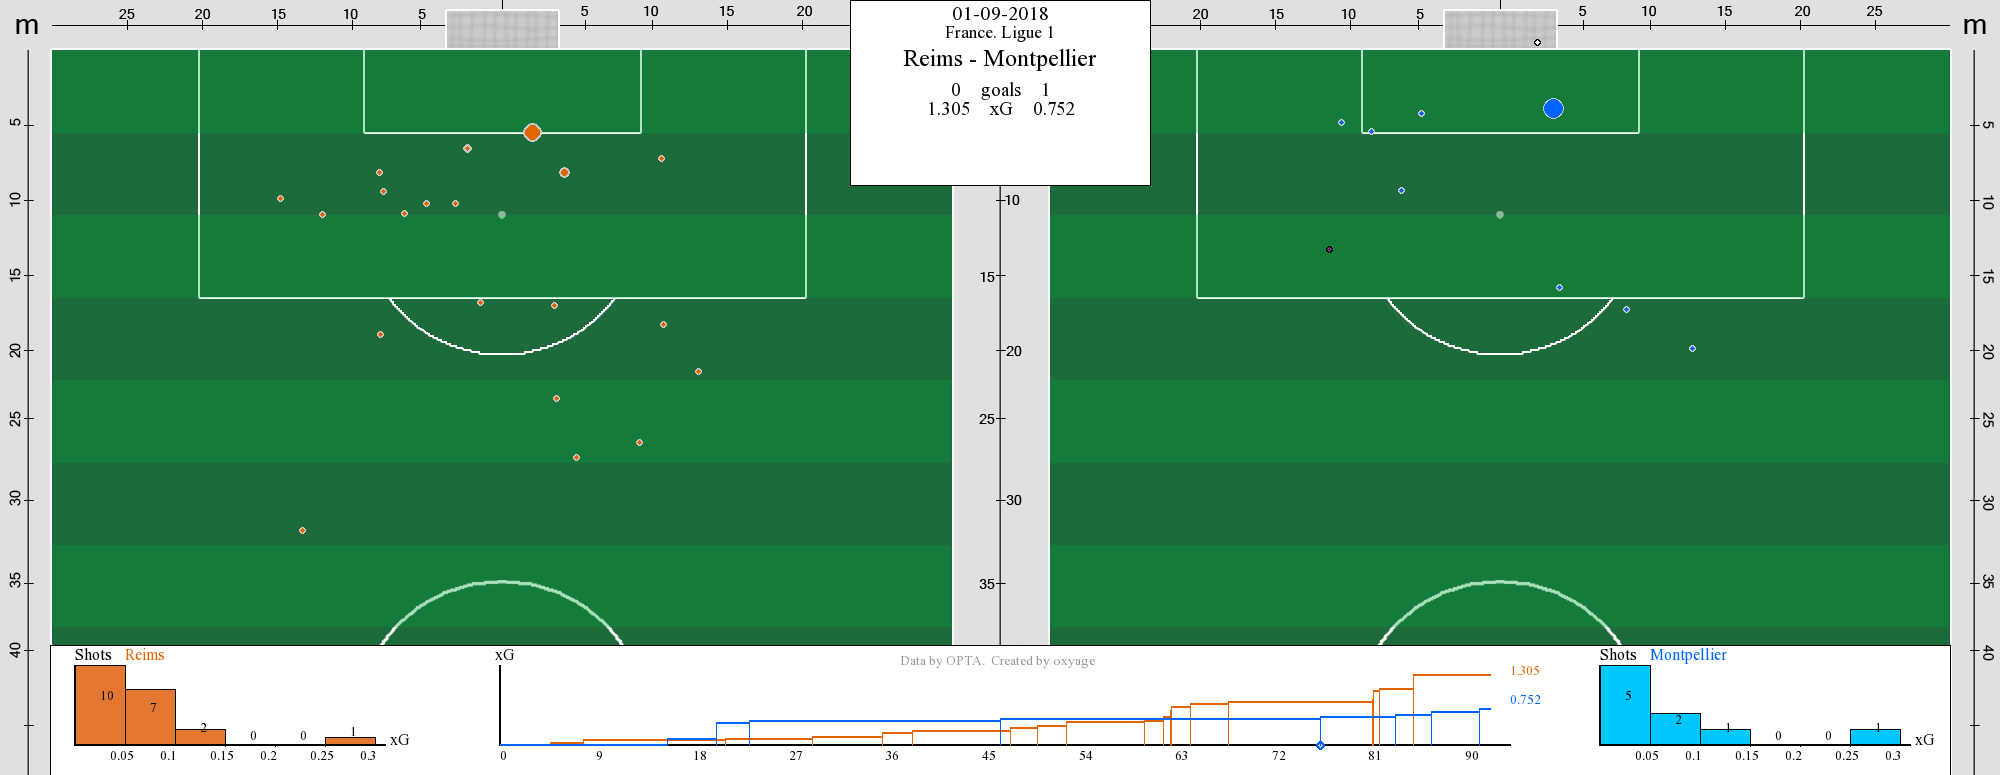 01-09-2018
France. Ligue 1
Reims - Montpellier
0 goals 1
1.305 xG 0.752
m
25 20 15 10 5 5 10 15 20
20 15 10 5 5 10 15 20 25
m
5
10
15
20
25
30
35
40
10
15
20
25
30
35
5
10
15
20
25
30
35
40
Shots Reims
10 7 2 0 0 1
xG
0.05 0.1 0.15 0.2 0.25 0.3
xG
Data by OPTA. Created by oxyage
1.305
0.752
0 9 18 27 36 45 54 63 72 81 90
Shots Montpellier
5 2 1 0 0 1
xG
0.05 0.1 0.15 0.2 0.25 0.3